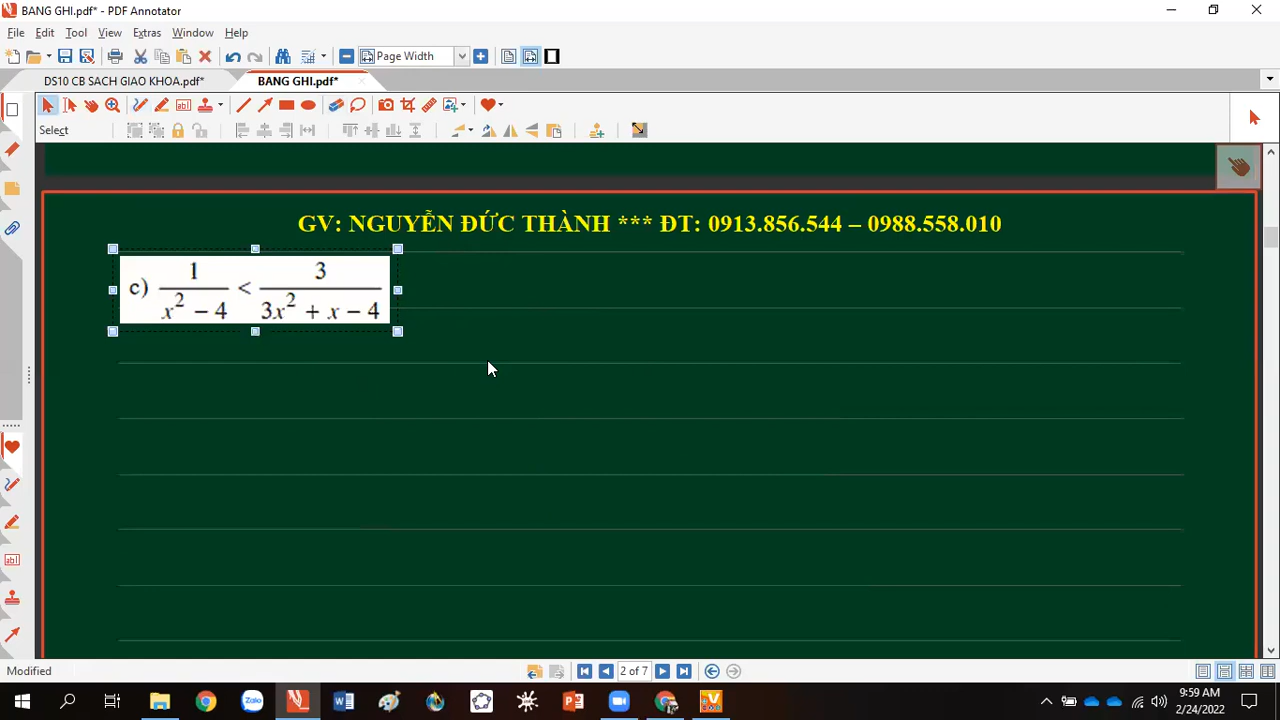 BANG GHI.pdf* - PDF Annotator
File Edit Tool View Extras Window Help
Page Width
DS10 CB SACH GIAO KHOA.pdf* BANG GHI.pdf*
Select
GV: NGUYỄN ĐỨC THÀNH *** ĐT: 0913.856.544 – 0988.558.010
c) 1/(x² − 4) < 3/(3x² + x − 4)
Modified
2 of 7
9:59 AM
2/24/2022